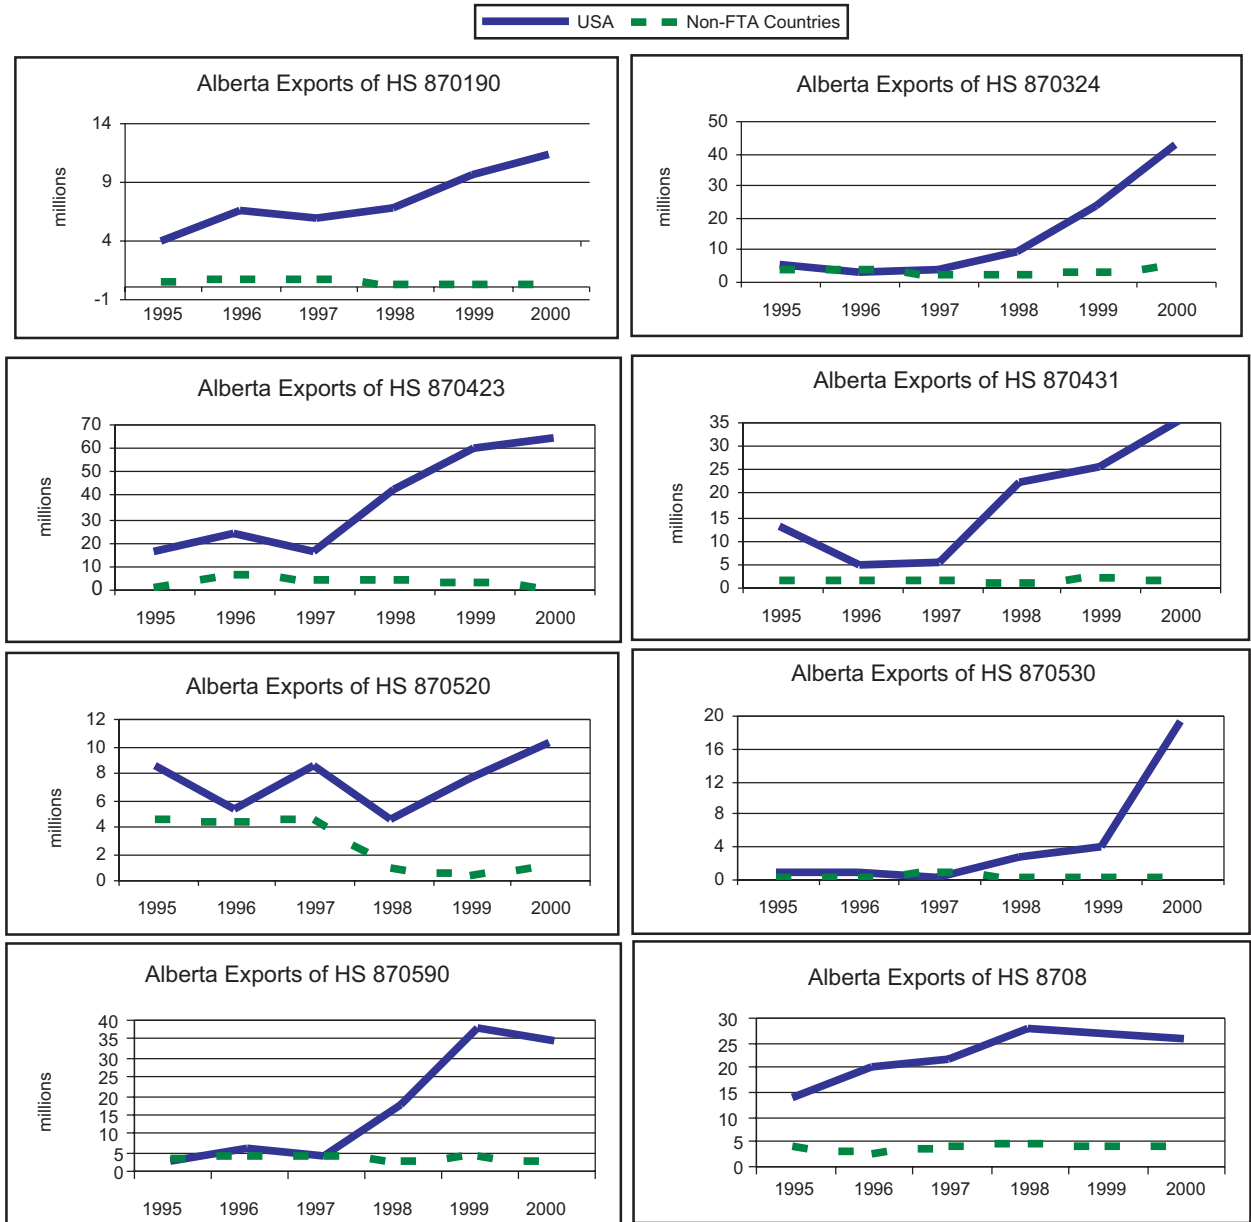 USA Non-FTA Countries
Alberta Exports of HS 870190
14
9
4
-1
millions
1995 1996 1997 1998 1999 2000
Alberta Exports of HS 870324
50
40
30
20
10
0
millions
1995 1996 1997 1998 1999 2000
Alberta Exports of HS 870423
70
60
50
40
30
20
10
0
millions
1995 1996 1997 1998 1999 2000
Alberta Exports of HS 870431
35
30
25
20
15
10
5
0
millions
1995 1996 1997 1998 1999 2000
Alberta Exports of HS 870520
12
10
8
6
4
2
0
millions
1995 1996 1997 1998 1999 2000
Alberta Exports of HS 870530
20
16
12
8
4
0
1995 1996 1997 1998 1999 2000
Alberta Exports of HS 870590
40
35
30
25
20
15
10
5
0
millions
1995 1996 1997 1998 1999 2000
Alberta Exports of HS 8708
30
25
20
15
10
5
0
1995 1996 1997 1998 1999 2000